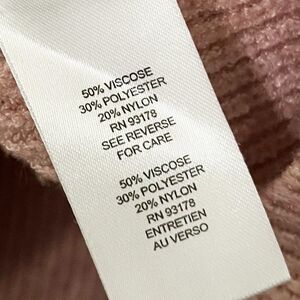 50% VISCOSE
30% POLYESTER
20% NYLON
RN 93178
SEE REVERSE
FOR CARE
50% VISCOSE
30% POLYESTER
20% NYLON
RN 93178
ENTRETIEN
AU VERSO